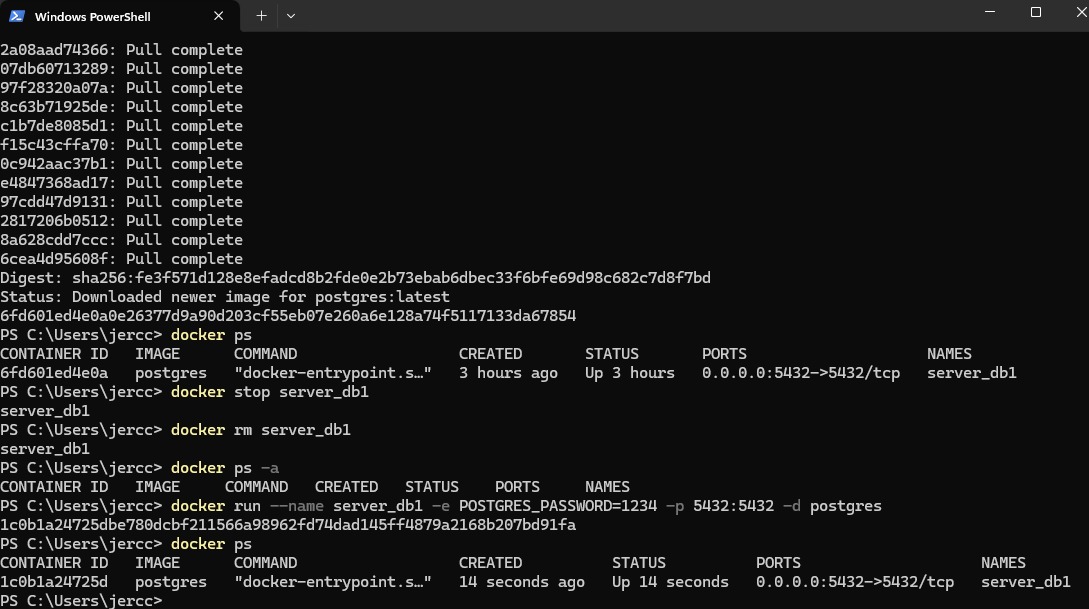 Windows PowerShell
2a08aad74366: Pull complete
07db60713289: Pull complete
97f28320a07a: Pull complete
8c63b71925de: Pull complete
c1b7de8085d1: Pull complete
f15c43cffa70: Pull complete
0c942aac37b1: Pull complete
e4847368ad17: Pull complete
97cdd47d9131: Pull complete
2817206b0512: Pull complete
8a628cdd7ccc: Pull complete
6cea4d95608f: Pull complete
Digest: sha256:fe3f571d128e8efadcd8b2fde0e2b73ebab6dbec33f6bfe69d98c682c7d8f7bd
Status: Downloaded newer image for postgres:latest
6fd601ed4e0a0e26377d9a90d203cf55eb07e260a6e128a74f5117133da67854
PS C:\Users\jercc> docker ps
CONTAINER ID   IMAGE      COMMAND                  CREATED       STATUS       PORTS                    NAMES
6fd601ed4e0a   postgres   "docker-entrypoint.s…"   3 hours ago   Up 3 hours   0.0.0.0:5432->5432/tcp   server_db1
PS C:\Users\jercc> docker stop server_db1
server_db1
PS C:\Users\jercc> docker rm server_db1
server_db1
PS C:\Users\jercc> docker ps -a
CONTAINER ID   IMAGE     COMMAND   CREATED   STATUS    PORTS     NAMES
PS C:\Users\jercc> docker run --name server_db1 -e POSTGRES_PASSWORD=1234 -p 5432:5432 -d postgres
1c0b1a24725dbe780dcbf211566a98962fd74dad145ff4879a2168b207bd91fa
PS C:\Users\jercc> docker ps
CONTAINER ID   IMAGE      COMMAND                  CREATED          STATUS          PORTS                    NAMES
1c0b1a24725d   postgres   "docker-entrypoint.s…"   14 seconds ago   Up 14 seconds   0.0.0.0:5432->5432/tcp   server_db1
PS C:\Users\jercc>